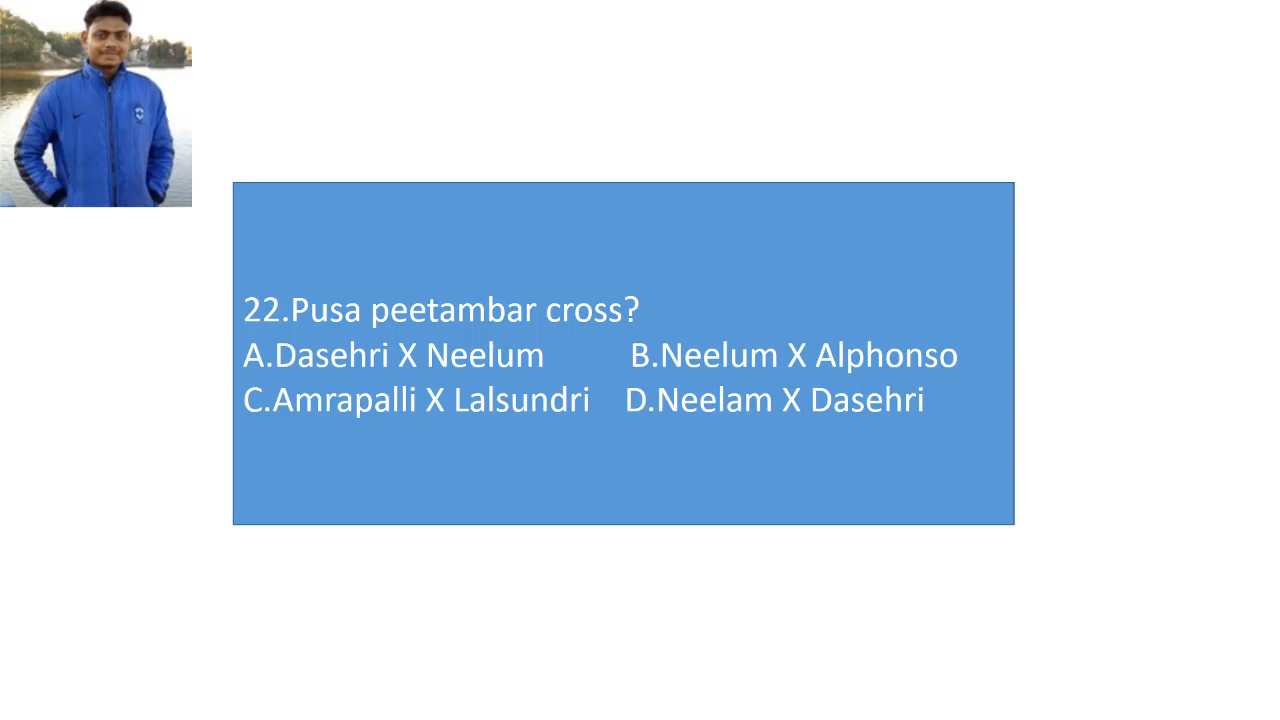 22.Pusa peetambar cross?
A.Dasehri X Neelum B.Neelum X Alphonso
C.Amrapalli X Lalsundri D.Neelam X Dasehri